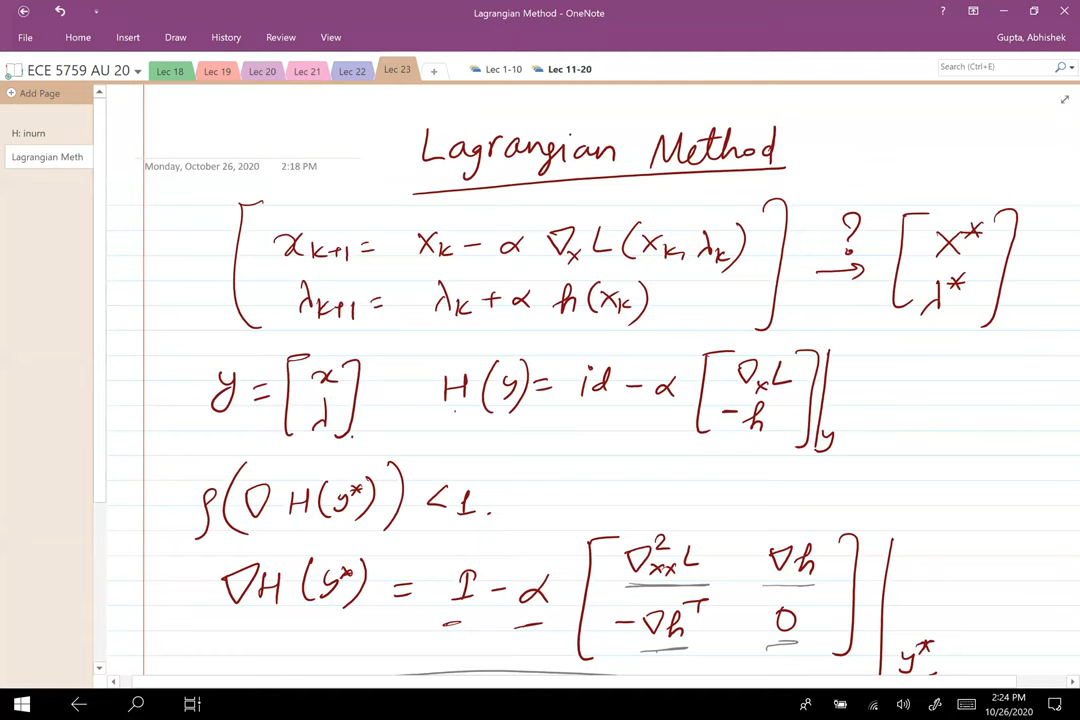 Lagrangian Method - OneNote
?
Gupta, Abhishek
File Home Insert Draw History Review View
ECE 5759 AU 20
Lec 18 Lec 19 Lec 20 Lec 21 Lec 22 Lec 23 + Lec 1-10 Lec 11-20
Search (Ctrl+E)
Add Page
H: inurn
Lagrangian Meth
Lagrangian Method
Monday, October 26, 2020 2:18 PM
[ x_{k+1} = x_k - α ∇_x L(x_k, λ_k)
λ_{k+1} = λ_k + α h(x_k) ] ?→ [ x* λ* ]
y = [ x λ ] H(y) = id - α [ ∇_x L -h ]|_y
ρ(∇H(y*)) < 1.
∇H(y*) = I - α [ ∇²_{xx} L ∇h
-∇h^T 0 ]|_{y*}
2:24 PM
10/26/2020